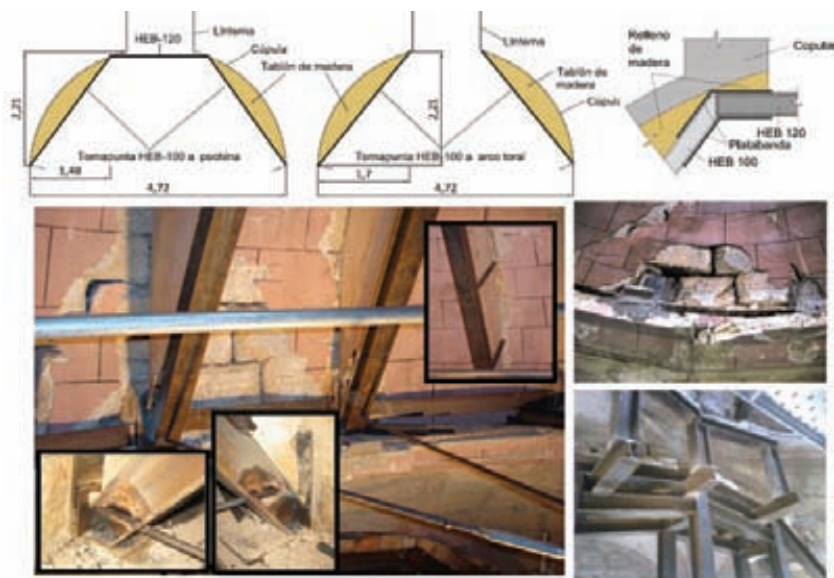 HEB-120
Linterna
Cúpula
Tablón de madera
2,21
Tornapunta HEB-100 a pechina
1,48
4,72
Linterna
Tablón de
madera
Cúpula
2,21
Tornapunta HEB-100 a arco toral
1,7
4,72
Relleno
de
madera
Cúpula
HEB 120
Platabanda
HEB 100